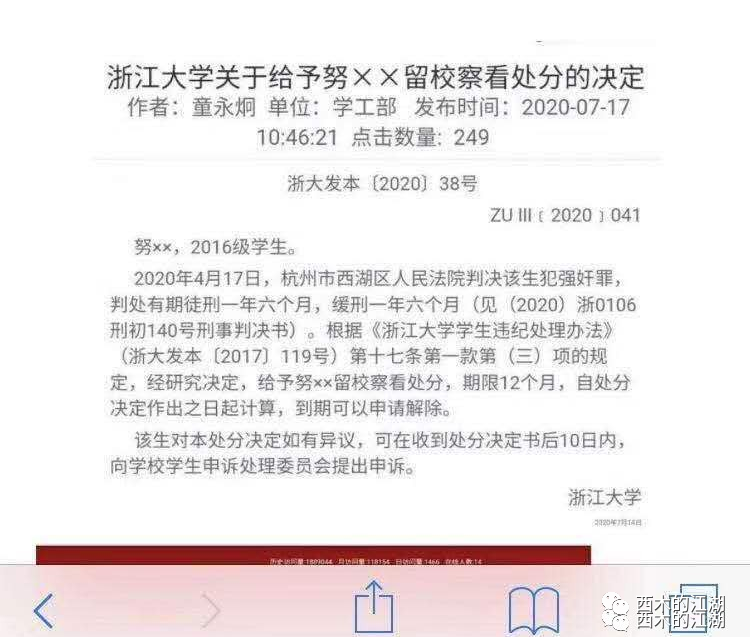 浙江大学关于给予努××留校察看处分的决定
作者：童永炯 单位：学工部 发布时间：2020-07-17
10:46:21 点击数量：249
浙大发本〔2020〕38号
ZU III﹝2020﹞041
努××，2016级学生。
2020年4月17日，杭州市西湖区人民法院判决该生犯强奸罪，
判处有期徒刑一年六个月，缓刑一年六个月（见（2020）浙0106
刑初140号刑事判决书）。根据《浙江大学学生违纪处理办法》
（浙大发本〔2017〕119号）第十七条第一款第（三）项的规
定，经研究决定，给予努××留校察看处分，期限12个月，自处分
决定作出之日起计算，到期可以申请解除。
该生对本处分决定如有异议，可在收到处分决定书后10日内，
向学校学生申诉处理委员会提出申诉。
浙江大学
2020年7月14日
历史访问量:1889044 月访问量:118154 日访问量:1466 在线人数:14
西木的江湖
西木的江湖